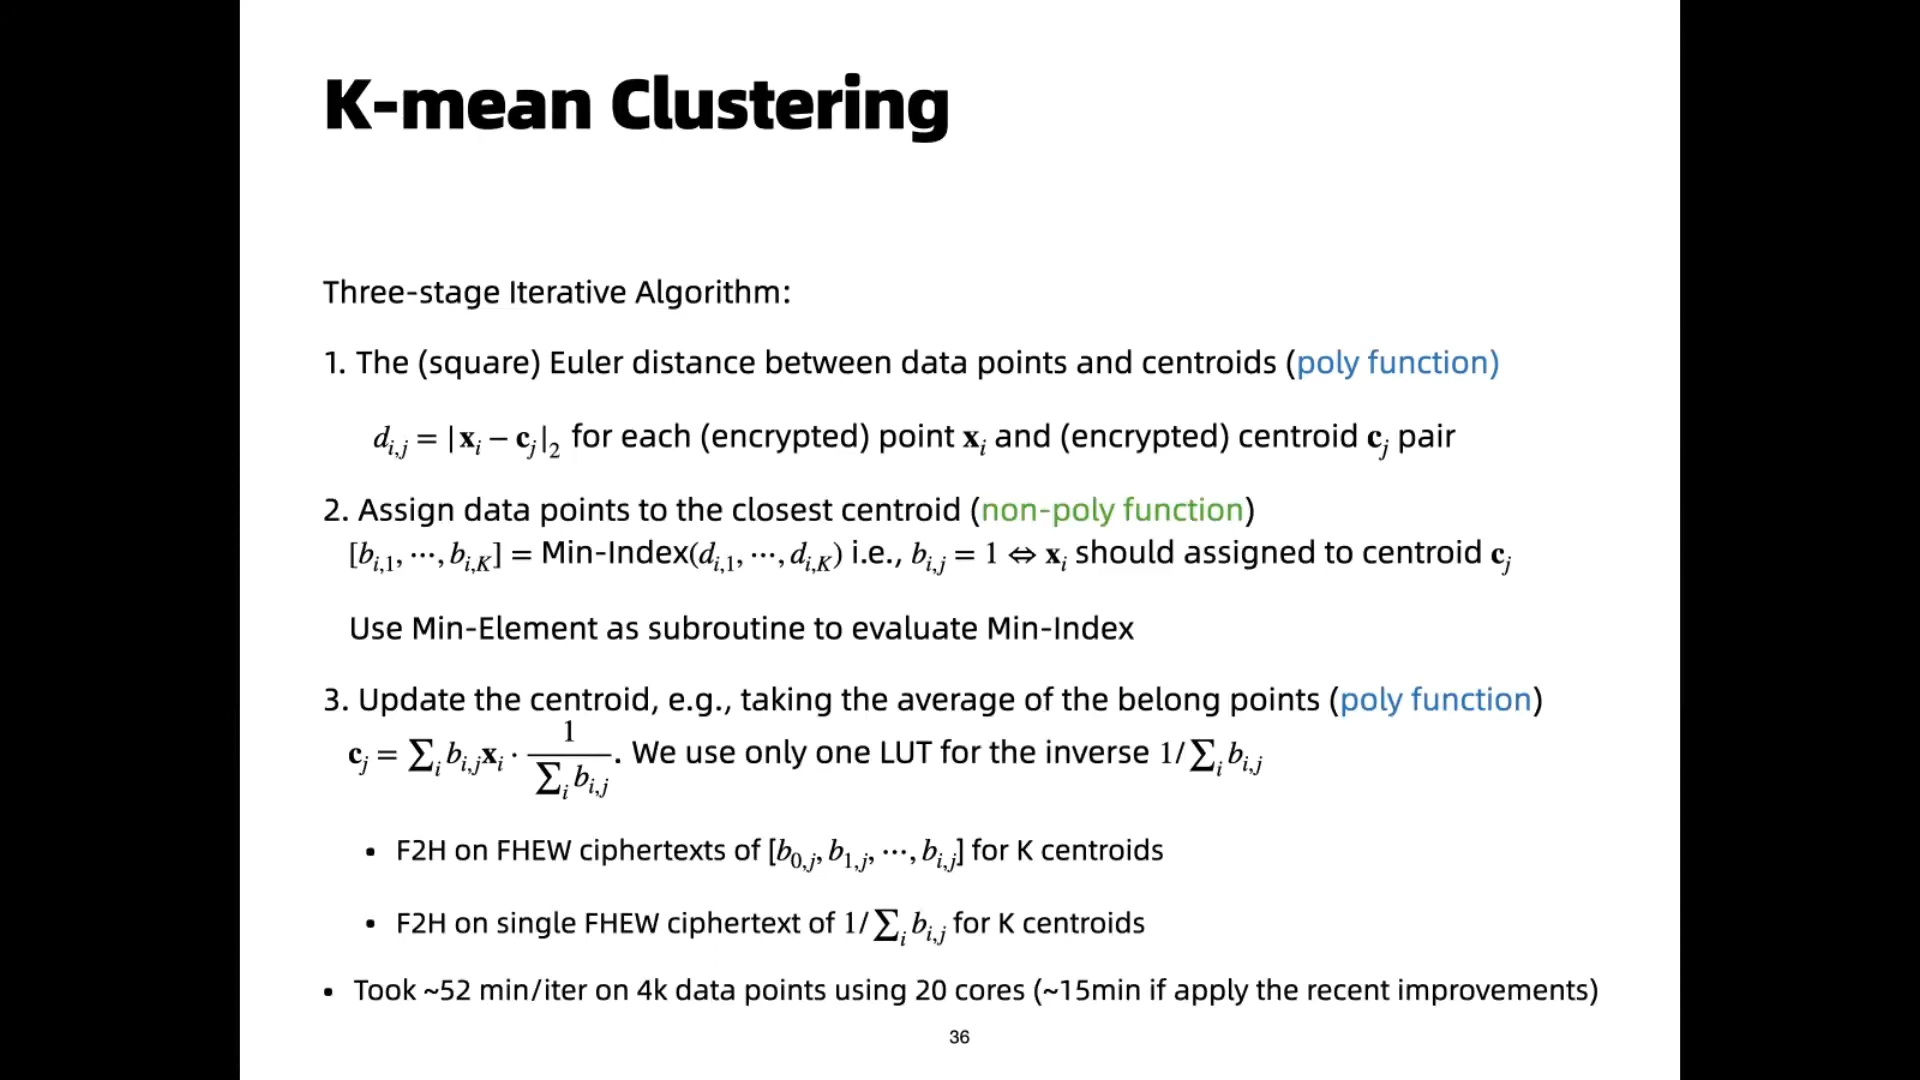 K-mean Clustering
Three-stage Iterative Algorithm:
1. The (square) Euler distance between data points and centroids (poly function)
d_{i,j} = |x_i − c_j|_2 for each (encrypted) point x_i and (encrypted) centroid c_j pair
2. Assign data points to the closest centroid (non-poly function)
[b_{i,1}, ⋯, b_{i,K}] = Min-Index(d_{i,1}, ⋯, d_{i,K}) i.e., b_{i,j} = 1 ⇔ x_i should assigned to centroid c_j
Use Min-Element as subroutine to evaluate Min-Index
3. Update the centroid, e.g., taking the average of the belong points (poly function)
c_j = ∑_i b_{i,j}x_i · 1/∑_i b_{i,j}. We use only one LUT for the inverse 1/∑_i b_{i,j}
• F2H on FHEW ciphertexts of [b_{0,j}, b_{1,j}, ⋯, b_{i,j}] for K centroids
• F2H on single FHEW ciphertext of 1/∑_i b_{i,j} for K centroids
• Took ~52 min/iter on 4k data points using 20 cores (~15min if apply the recent improvements)
36